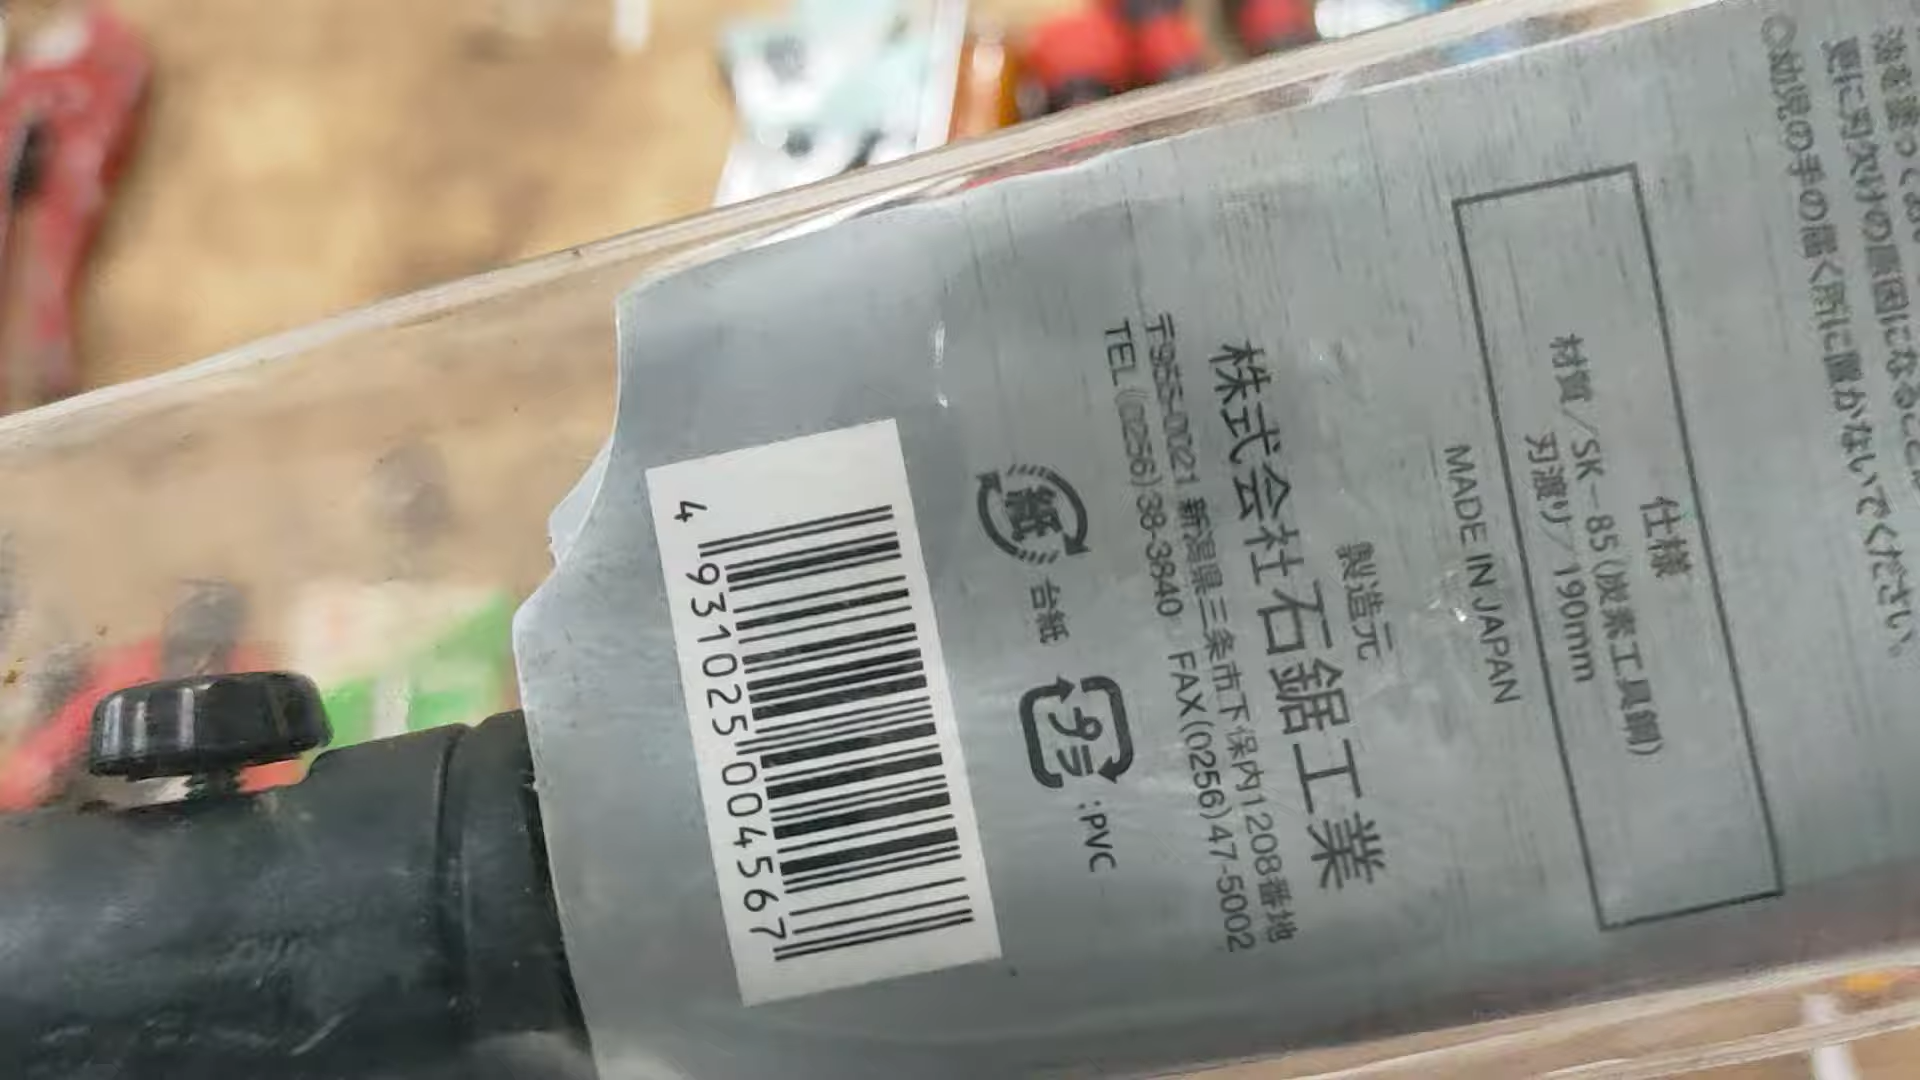 更に刃欠けの原因になること
○幼児の手の届く所に置かないでください。
仕様
材質／SK－85(炭素工具鋼)
刃渡り／190mm
MADE IN JAPAN
製造元
株式会社石鋸工業
〒955-0021 新潟県三条市下保内1208番地
TEL(0256)38-3840 FAX(0256)47-5002
紙 台紙 プラ :PVC
4 931025 004567